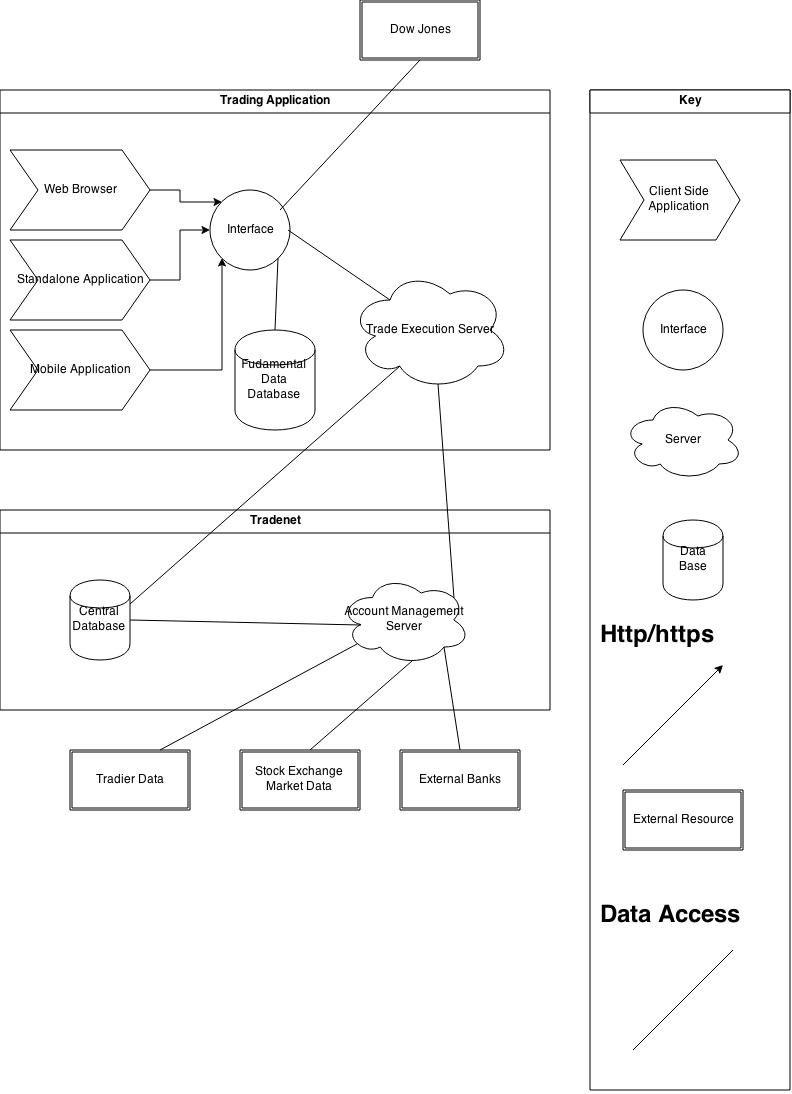 Dow Jones
Trading Application
Web Browser
Interface
Standalone Application
Trade Execution Server
Mobile Application
Fudamental
Data
Database
Tradenet
Central
Database
Account Management
Server
Tradier Data
Stock Exchange
Market Data
External Banks
Key
Client Side
Application
Interface
Server
Data
Base
Http/https
External Resource
Data Access